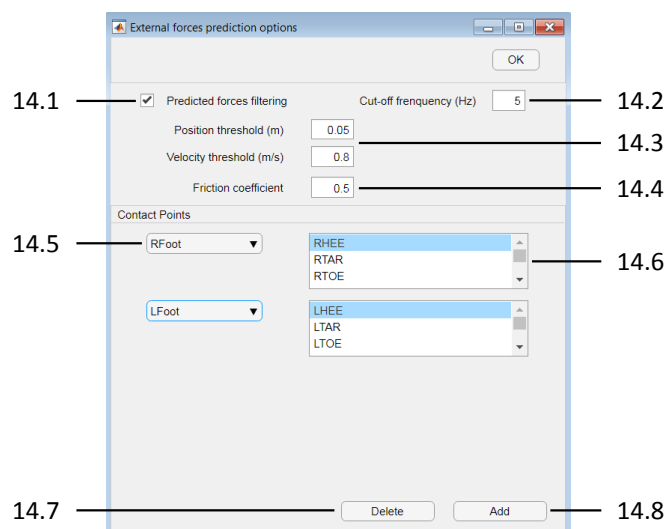 External forces prediction options
OK
14.1 Predicted forces filtering Cut-off frenquency (Hz) 5 14.2
Position threshold (m) 0.05
14.3
Velocity threshold (m/s) 0.8
Friction coefficient 0.5 14.4
Contact Points
14.5 RFoot RHEE
RTAR 14.6
RTOE
LFoot LHEE
LTAR
LTOE
14.7 Delete Add 14.8